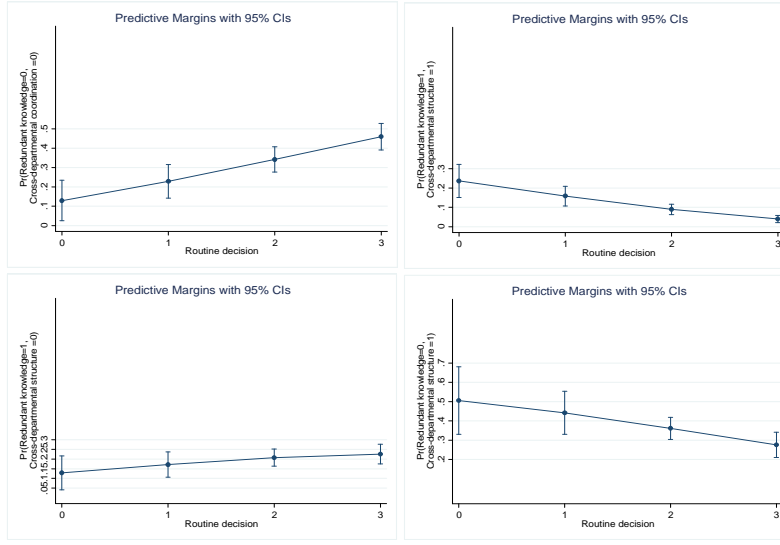 Predictive Margins with 95% CIs
Pr(Redundant knowledge=0,
Cross-departmental coordination =0)
.5
.4
.3
.2
.1
0
0 1 2 3
Routine decision
Predictive Margins with 95% CIs
Pr(Redundant knowledge=1,
Cross-departmental structure =1)
.3
.2
.1
0
0 1 2 3
Routine decision
Predictive Margins with 95% CIs
Pr(Redundant knowledge=1,
Cross-departmental structure =0)
.05.1.15.2.25.3
0 1 2 3
Routine decision
Predictive Margins with 95% CIs
Pr(Redundant knowledge=0,
Cross-departmental structure =1)
.7
.6
.5
.4
.3
.2
0 1 2 3
Routine decision